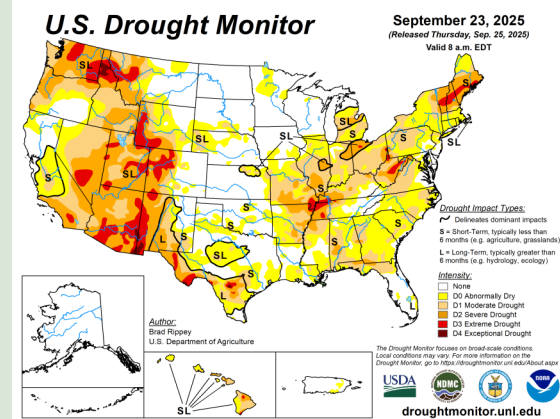 U.S. Drought Monitor
September 23, 2025
(Released Thursday, Sep. 25, 2025)
Valid 8 a.m. EDT
SL
S
SL
SL
SL
S
S
S
SL
S
SL
L
S
S
S
S
S
SL
S
L
L
Drought Impact Types:
Delineates dominant impacts
S = Short-Term, typically less than
6 months (e.g. agriculture, grasslands)
L = Long-Term, typically greater than
6 months (e.g. hydrology, ecology)
Intensity:
None
D0 Abnormally Dry
D1 Moderate Drought
D2 Severe Drought
D3 Extreme Drought
D4 Exceptional Drought
Author:
Brad Rippey
U.S. Department of Agriculture
SL
The Drought Monitor focuses on broad-scale conditions.
Local conditions may vary. For more information on the
Drought Monitor, go to https://droughtmonitor.unl.edu/About.aspx
USDA
NDMC
NOAA
droughtmonitor.unl.edu